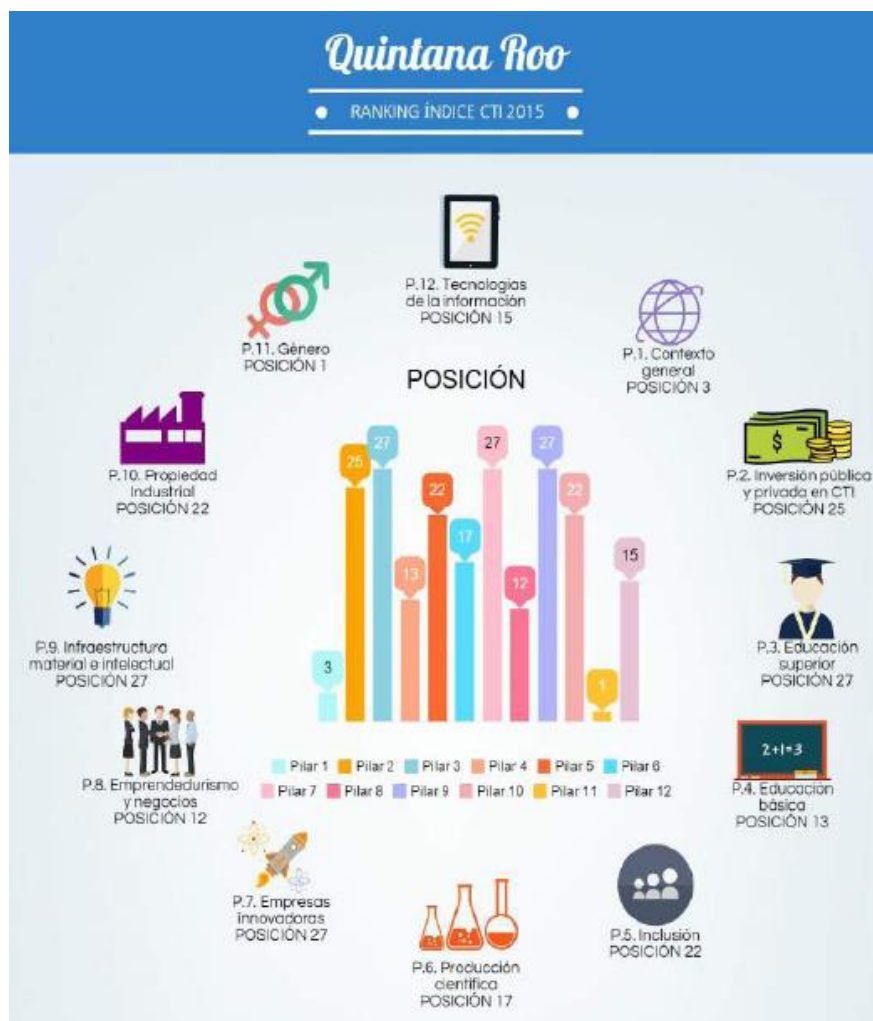 Quintana Roo
RANKING ÍNDICE CTI 2015
P.12. Tecnologías
de la información
POSICIÓN 15
P.11. Género
POSICIÓN 1
P.1. Contexto
general
POSICIÓN 3
POSICIÓN
P.10. Propiedad
Industrial
POSICIÓN 22
P.2. Inversión pública
y privada en CTI
POSICIÓN 25
$
3
25
27
13
22
17
27
12
27
22
1
15
P.9. Infraestructura
material e intelectual
POSICIÓN 27
P.3. Educación
superior
POSICIÓN 27
P.8. Emprendedurismo
y negocios
POSICIÓN 12
2+1=3
P.4. Educación
básica
POSICIÓN 13
Pilar 1 Pilar 2 Pilar 3 Pilar 4 Pilar 5 Pilar 6
Pilar 7 Pilar 8 Pilar 9 Pilar 10 Pilar 11 Pilar 12
P.7. Empresas
innovadoras
POSICIÓN 27
P.5. Inclusión
POSICIÓN 22
P.6. Producción
científica
POSICIÓN 17